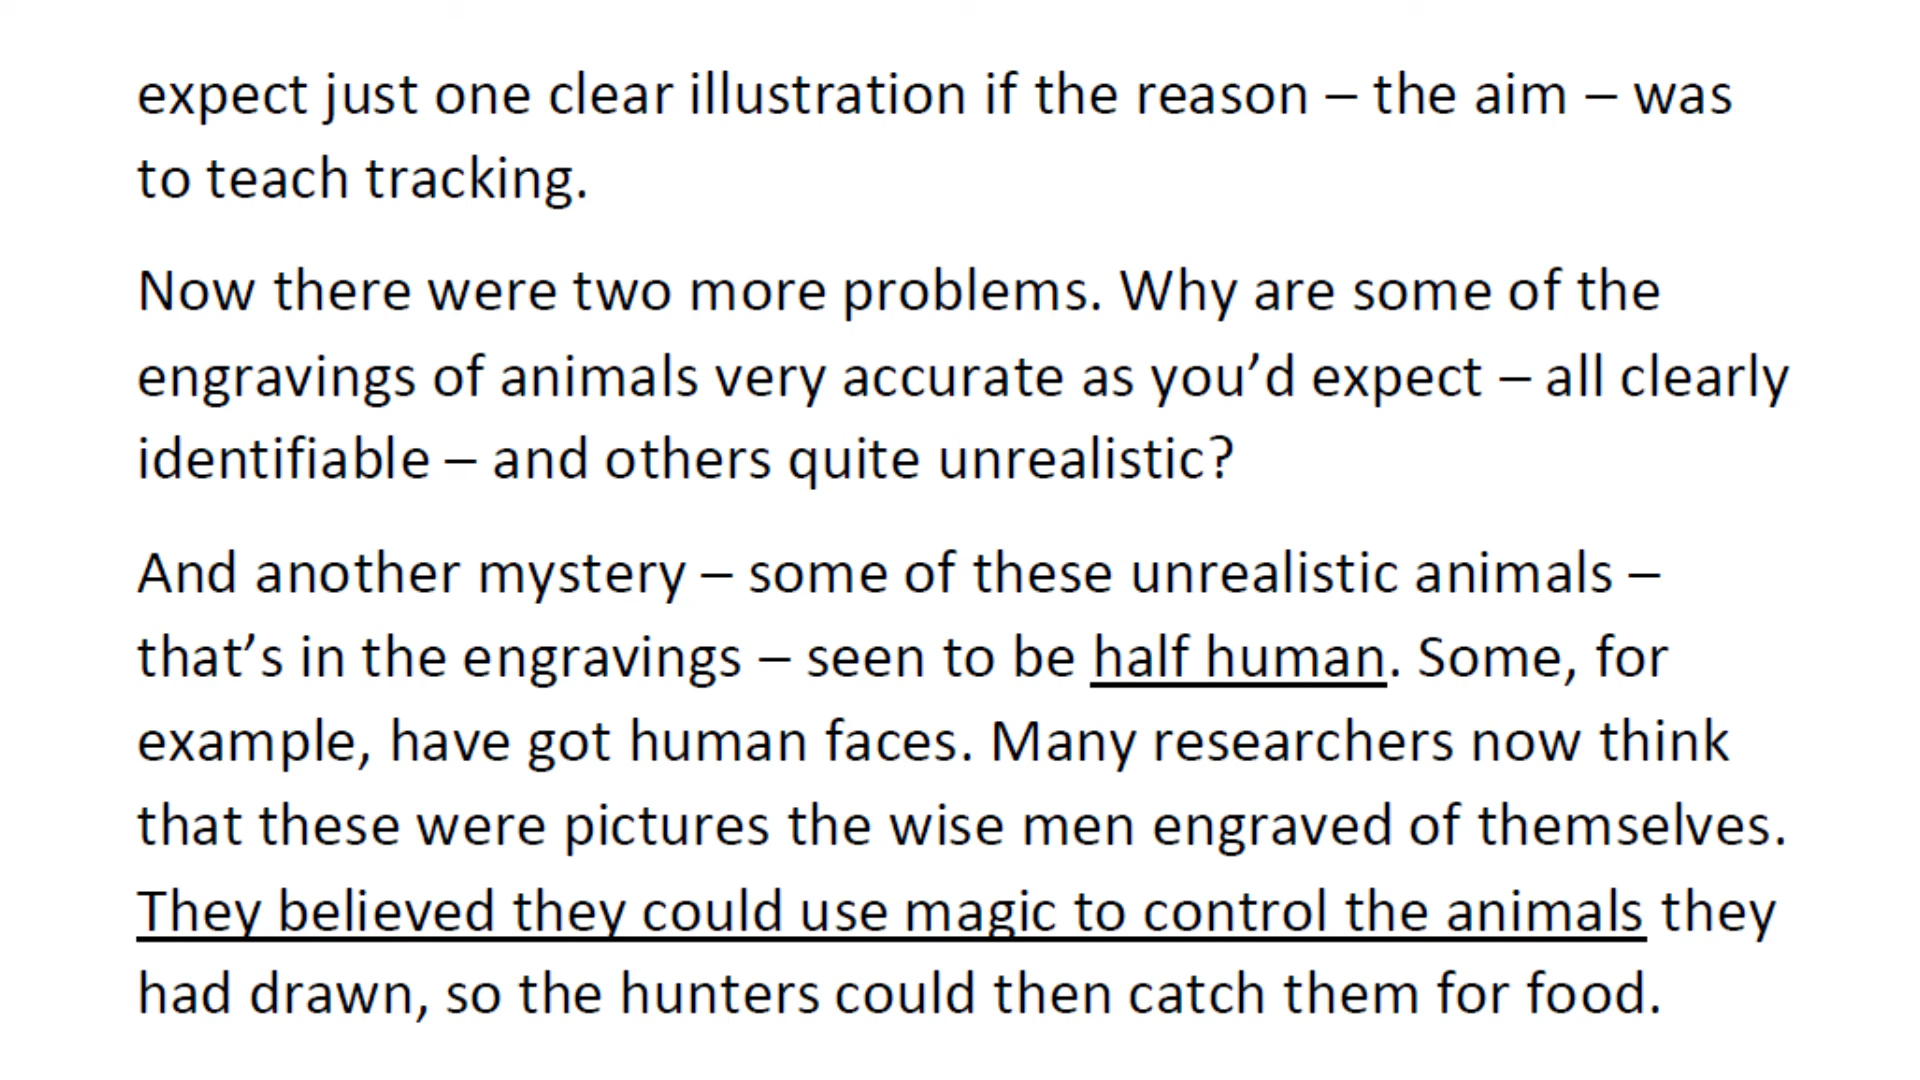 expect just one clear illustration if the reason – the aim – was
to teach tracking.
Now there were two more problems. Why are some of the
engravings of animals very accurate as you’d expect – all clearly
identifiable – and others quite unrealistic?
And another mystery – some of these unrealistic animals –
that’s in the engravings – seen to be half human. Some, for
example, have got human faces. Many researchers now think
that these were pictures the wise men engraved of themselves.
They believed they could use magic to control the animals they
had drawn, so the hunters could then catch them for food.